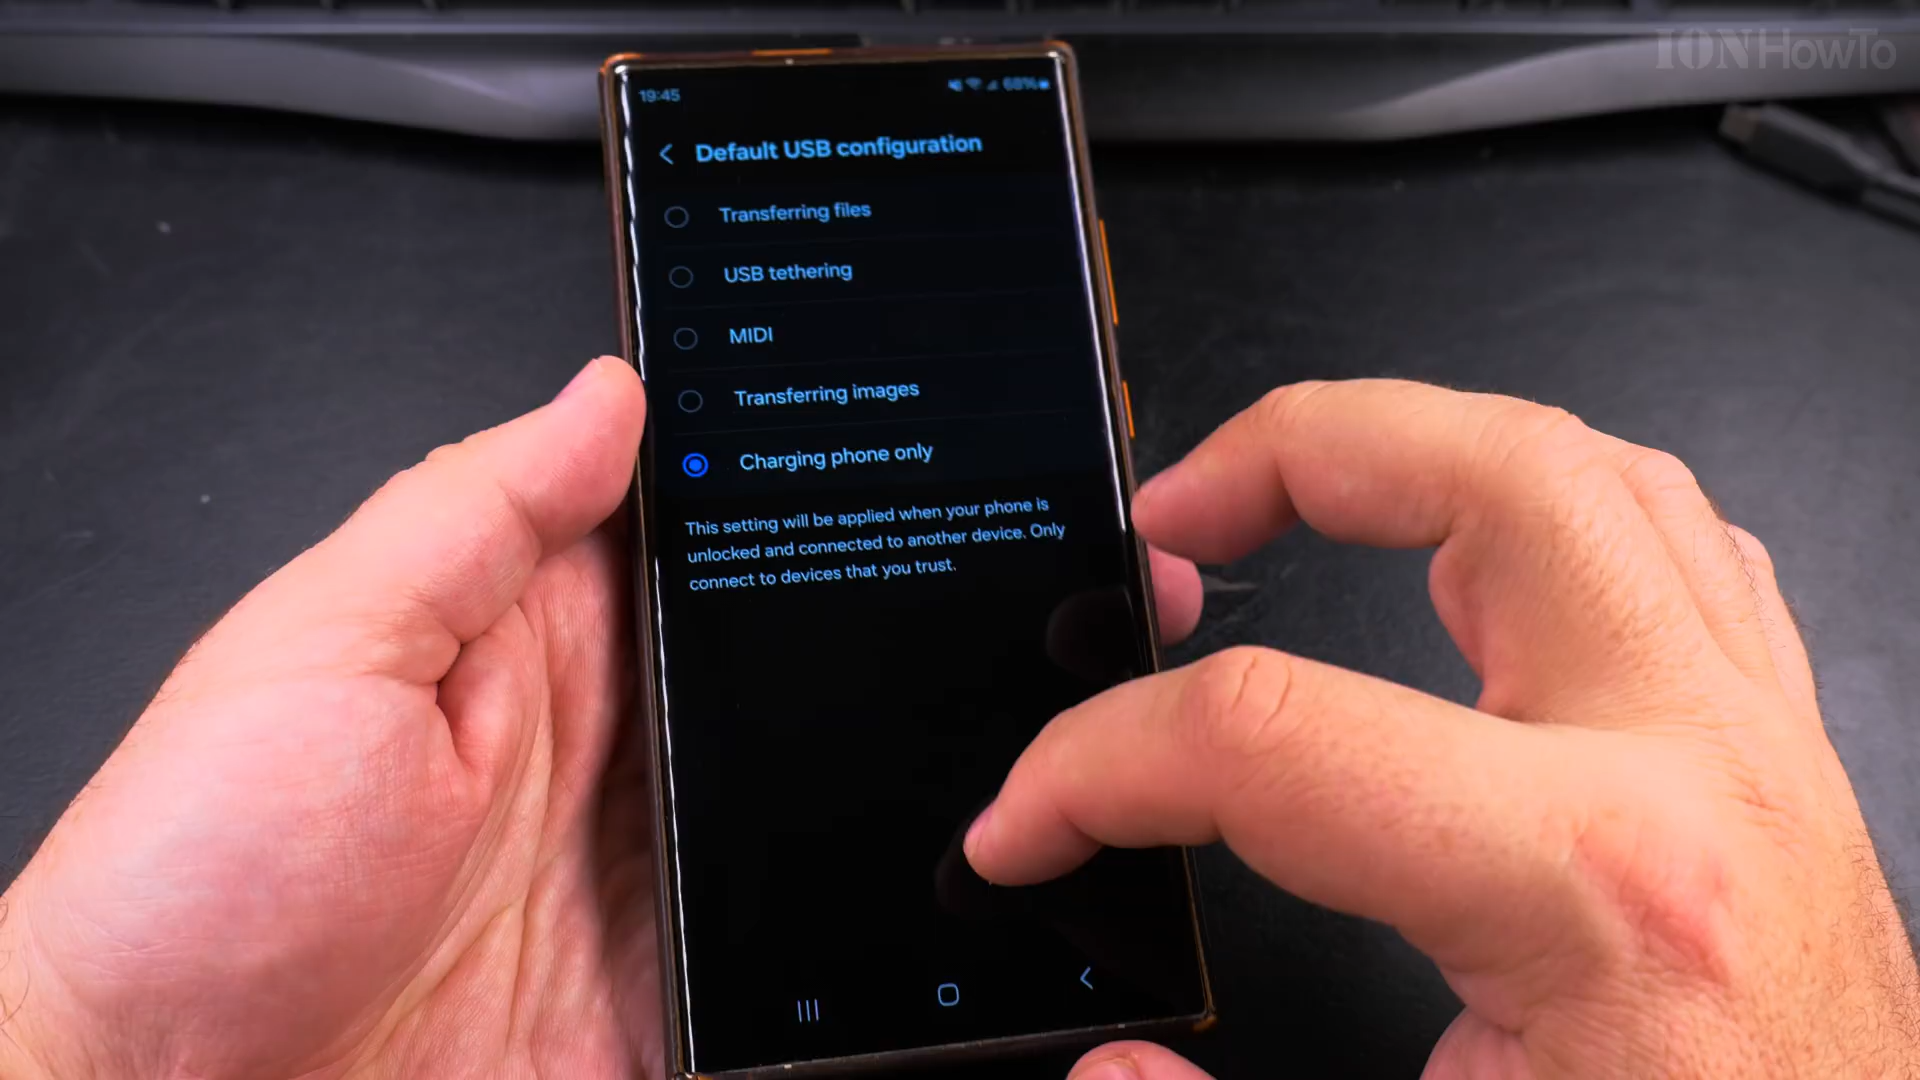 IONHowTo
19:45
68%
Default USB configuration
Transferring files
USB tethering
MIDI
Transferring images
Charging phone only
This setting will be applied when your phone is
unlocked and connected to another device. Only
connect to devices that you trust.